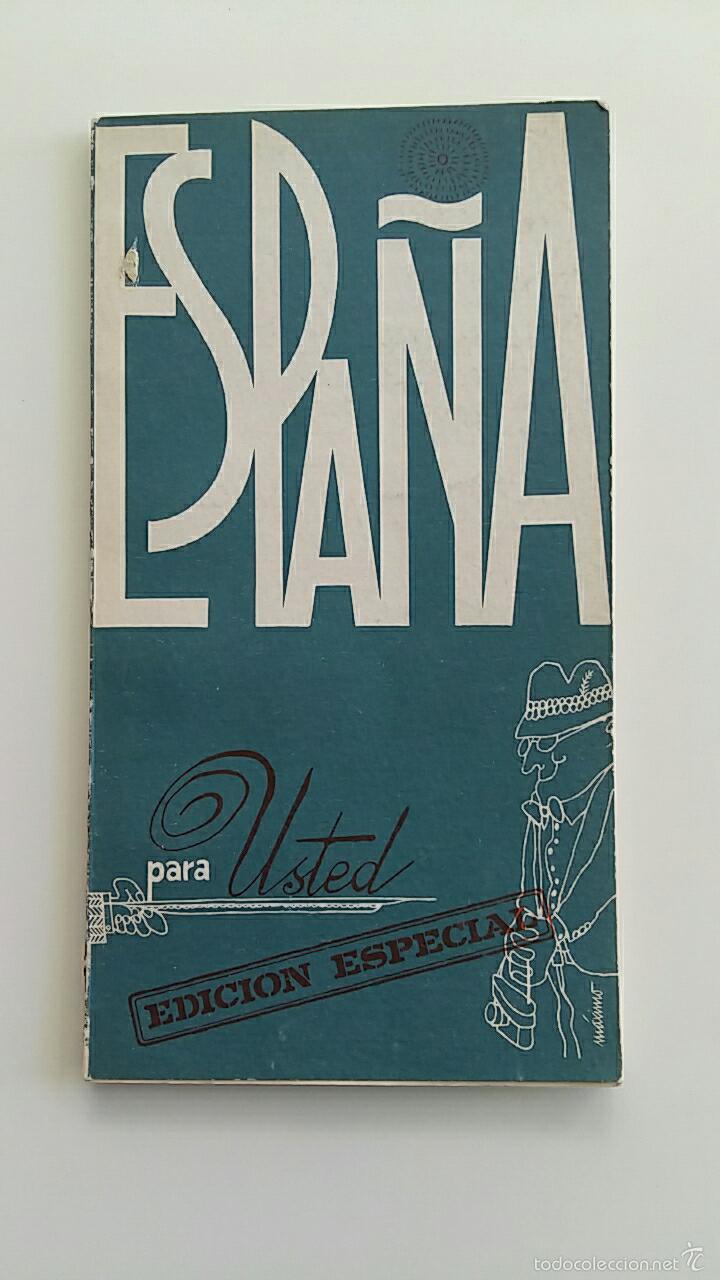 ESPAÑA
para Usted
EDICION ESPECIAL
máximo
todocoleccion.net